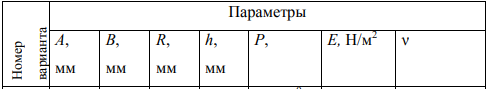 Номер
варианта
Параметры
A, B, R, h, P, E, Н/м² ν
мм мм мм мм